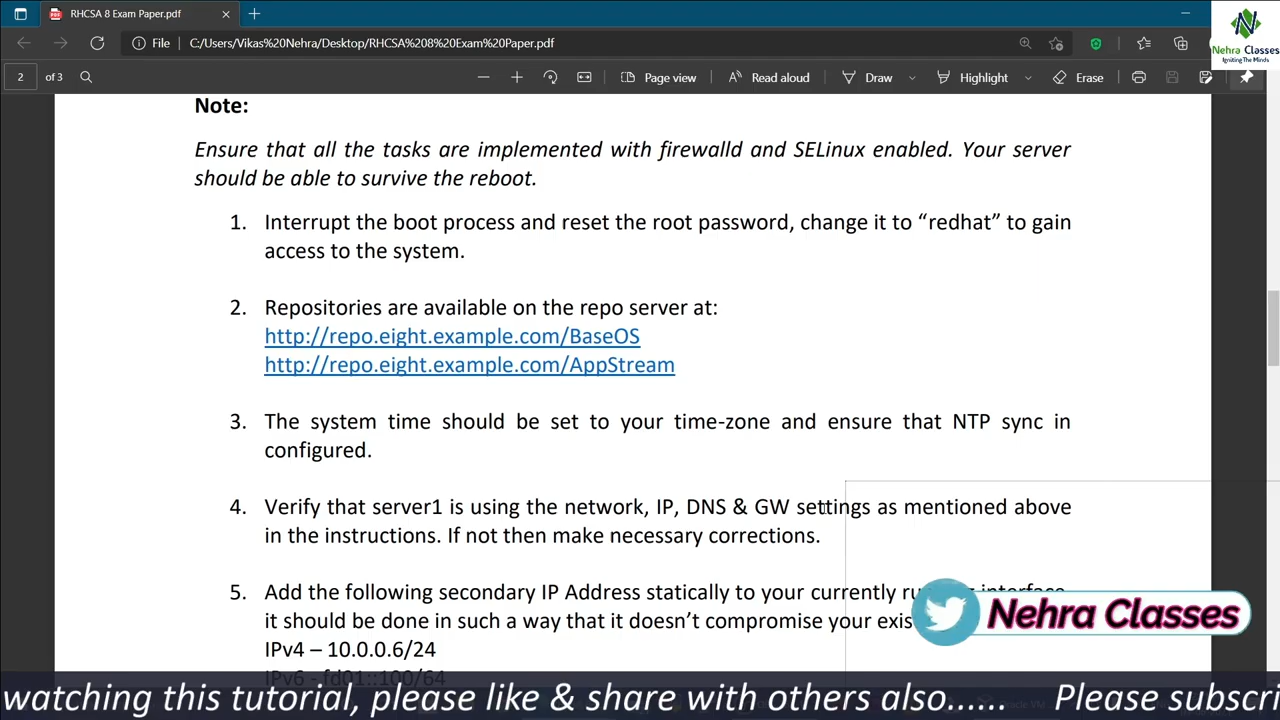 RHCSA 8 Exam Paper.pdf
File C:/Users/Vikas%20Nehra/Desktop/RHCSA%208%20Exam%20Paper.pdf
Nehra Classes
Igniting The Minds
2 of 3 Page view Read aloud Draw Highlight Erase
Note:
Ensure that all the tasks are implemented with firewalld and SELinux enabled. Your server
should be able to survive the reboot.
1. Interrupt the boot process and reset the root password, change it to “redhat” to gain
access to the system.
2. Repositories are available on the repo server at:
http://repo.eight.example.com/BaseOS
http://repo.eight.example.com/AppStream
3. The system time should be set to your time-zone and ensure that NTP sync in
configured.
4. Verify that server1 is using the network, IP, DNS & GW settings as mentioned above
in the instructions. If not then make necessary corrections.
5. Add the following secondary IP Address statically to your currently
it should be done in such a way that it doesn’t compromise your
IPv4 – 10.0.0.6/24
IPv6 - fd01::100/64
Nehra Classes
watching this tutorial, please like & share with others also...... Please subscri